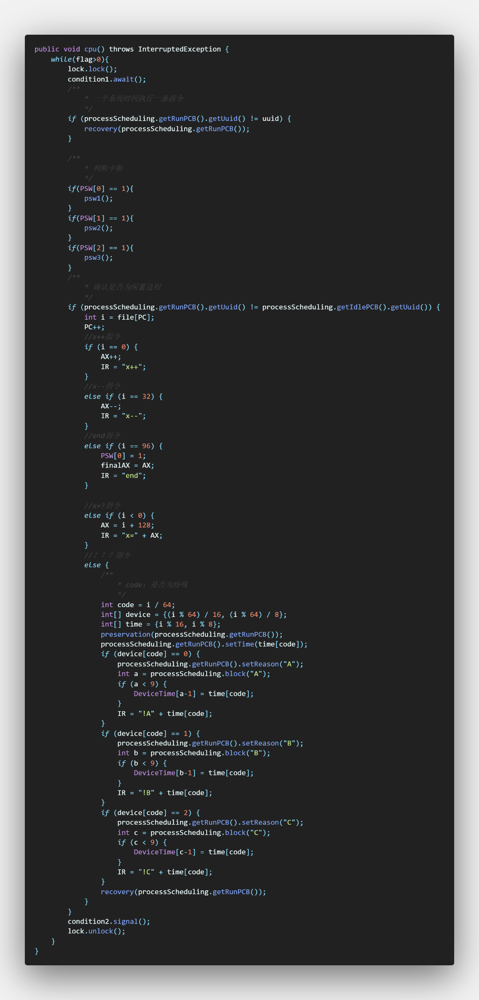 public void cpu() throws InterruptedException {
    while(flag>0){
        lock.lock();
        condition1.await();
        /**
            * 一个系统时间执行一条指令
            */
        if (processScheduling.getRunPCB().getUuid() != uuid) {
            recovery(processScheduling.getRunPCB());
        }

        /**
            * 判断中断
            */
        if(PSW[0] == 1){
            psw1();
        }
        if(PSW[1] == 1){
            psw2();
        }
        if(PSW[2] == 1){
            psw3();
        }
        /**
            * 确认是否为闲置进程
            */
        if (processScheduling.getRunPCB().getUuid() != processScheduling.getIdlePCB().getUuid()) {
            int i = file[PC];
            PC++;
            //x++指令
            if (i == 0) {
                AX++;
                IR = "x++";
            }
            //x--指令
            else if (i == 32) {
                AX--;
                IR = "x--";
            }
            //end指令
            else if (i == 96) {
                PSW[0] = 1;
                finalAX = AX;
                IR = "end";
            }

            //x=?指令
            else if (i < 0) {
                AX = i + 128;
                IR = "x=" + AX;
            }
            //！？？指令
            else {
                /**
                    * code: 是否为特殊
                    */
                int code = i / 64;
                int[] device = {(i % 64) / 16, (i % 64) / 8};
                int[] time = {i % 16, i % 8};
                preservation(processScheduling.getRunPCB());
                processScheduling.getRunPCB().setTime(time[code]);
                if (device[code] == 0) {
                    processScheduling.getRunPCB().setReason("A");
                    int a = processScheduling.block("A");
                    if (a < 9) {
                        DeviceTime[a-1] = time[code];
                    }
                    IR = "!A" + time[code];
                }
                if (device[code] == 1) {
                    processScheduling.getRunPCB().setReason("B");
                    int b = processScheduling.block("B");
                    if (b < 9) {
                        DeviceTime[b-1] = time[code];
                    }
                    IR = "!B" + time[code];
                }
                if (device[code] == 2) {
                    processScheduling.getRunPCB().setReason("C");
                    int c = processScheduling.block("C");
                    if (c < 9) {
                        DeviceTime[c-1] = time[code];
                    }
                    IR = "!C" + time[code];
                }
                recovery(processScheduling.getRunPCB());
            }
        }
        condition2.signal();
        lock.unlock();
    }
}